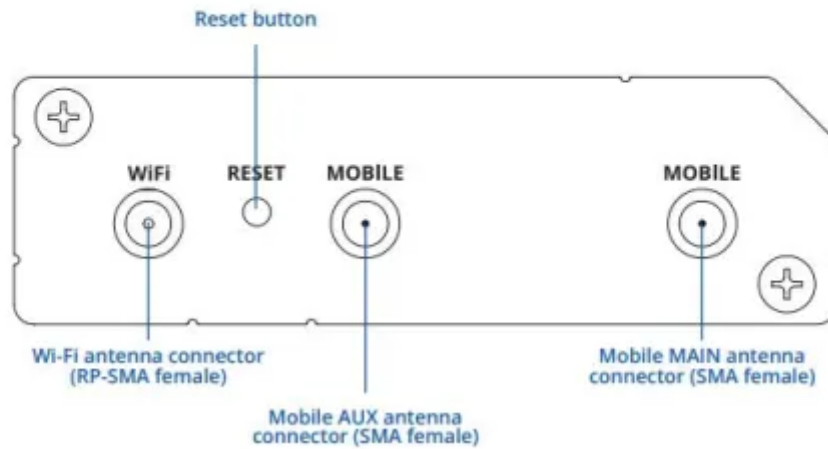 Reset button
WiFi RESET MOBILE MOBILE
Wi-Fi antenna connector
(RP-SMA female)
Mobile AUX antenna
connector (SMA female)
Mobile MAIN antenna
connector (SMA female)